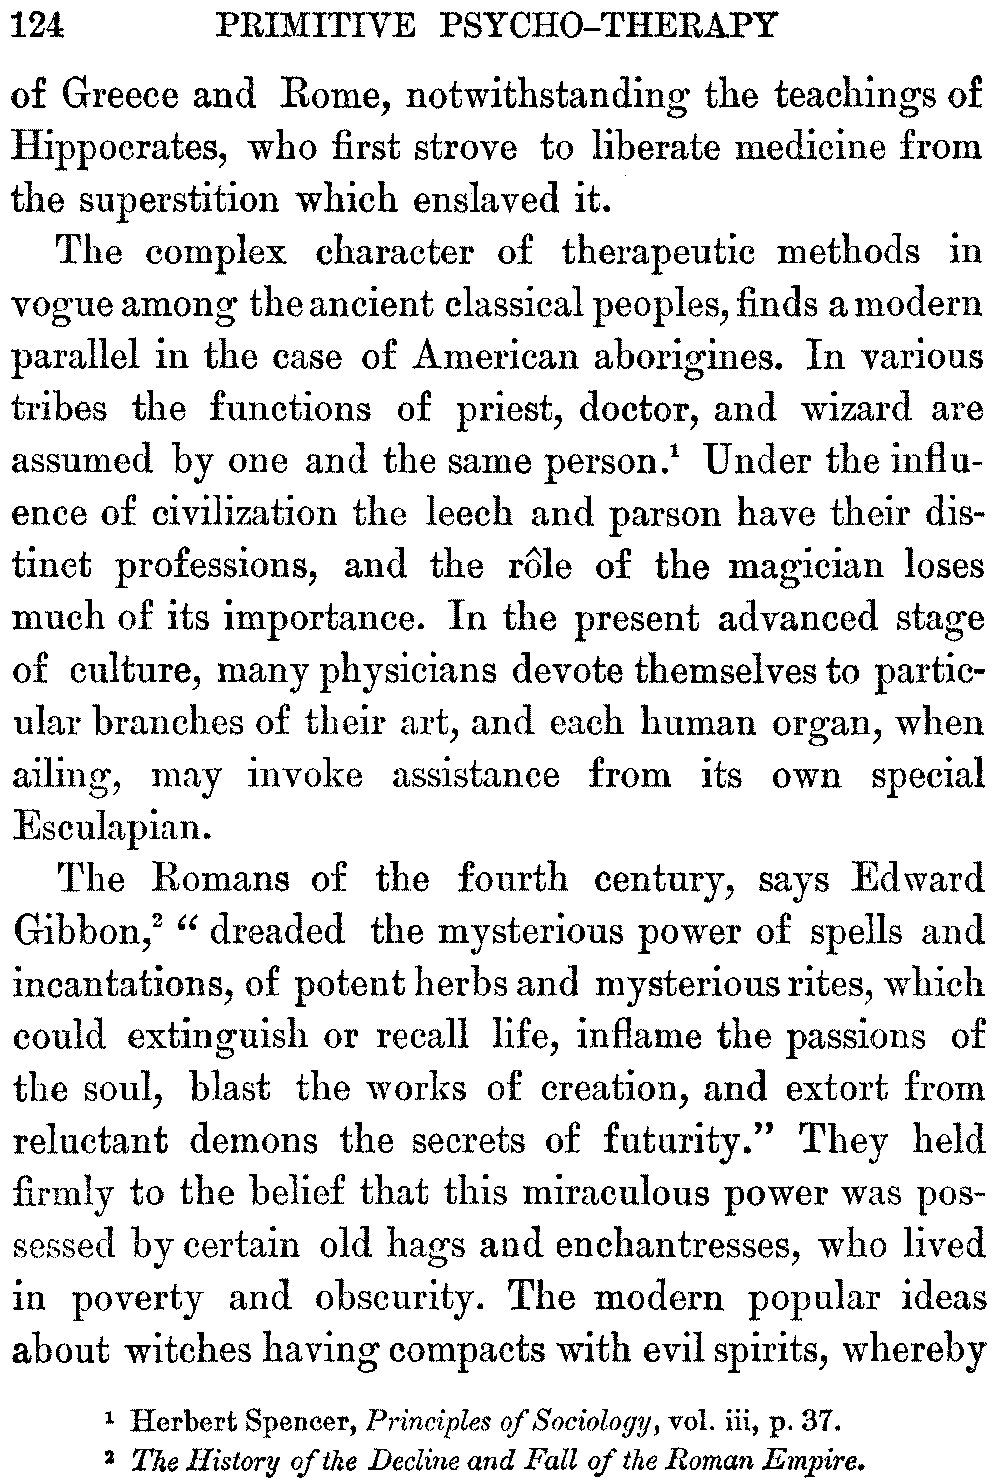 124 PRIMITIVE PSYCHO-THERAPY
of Greece and Rome, notwithstanding the teachings of
Hippocrates, who first strove to liberate medicine from
the superstition which enslaved it.
The complex character of therapeutic methods in
vogue among the ancient classical peoples, finds a modern
parallel in the case of American aborigines. In various
tribes the functions of priest, doctor, and wizard are
assumed by one and the same person.¹ Under the influ-
ence of civilization the leech and parson have their dis-
tinct professions, and the rôle of the magician loses
much of its importance. In the present advanced stage
of culture, many physicians devote themselves to partic-
ular branches of their art, and each human organ, when
ailing, may invoke assistance from its own special
Esculapian.
The Romans of the fourth century, says Edward
Gibbon,² “ dreaded the mysterious power of spells and
incantations, of potent herbs and mysterious rites, which
could extinguish or recall life, inflame the passions of
the soul, blast the works of creation, and extort from
reluctant demons the secrets of futurity.” They held
firmly to the belief that this miraculous power was pos-
sessed by certain old hags and enchantresses, who lived
in poverty and obscurity. The modern popular ideas
about witches having compacts with evil spirits, whereby
¹ Herbert Spencer, Principles of Sociology, vol. iii, p. 37.
² The History of the Decline and Fall of the Roman Empire.